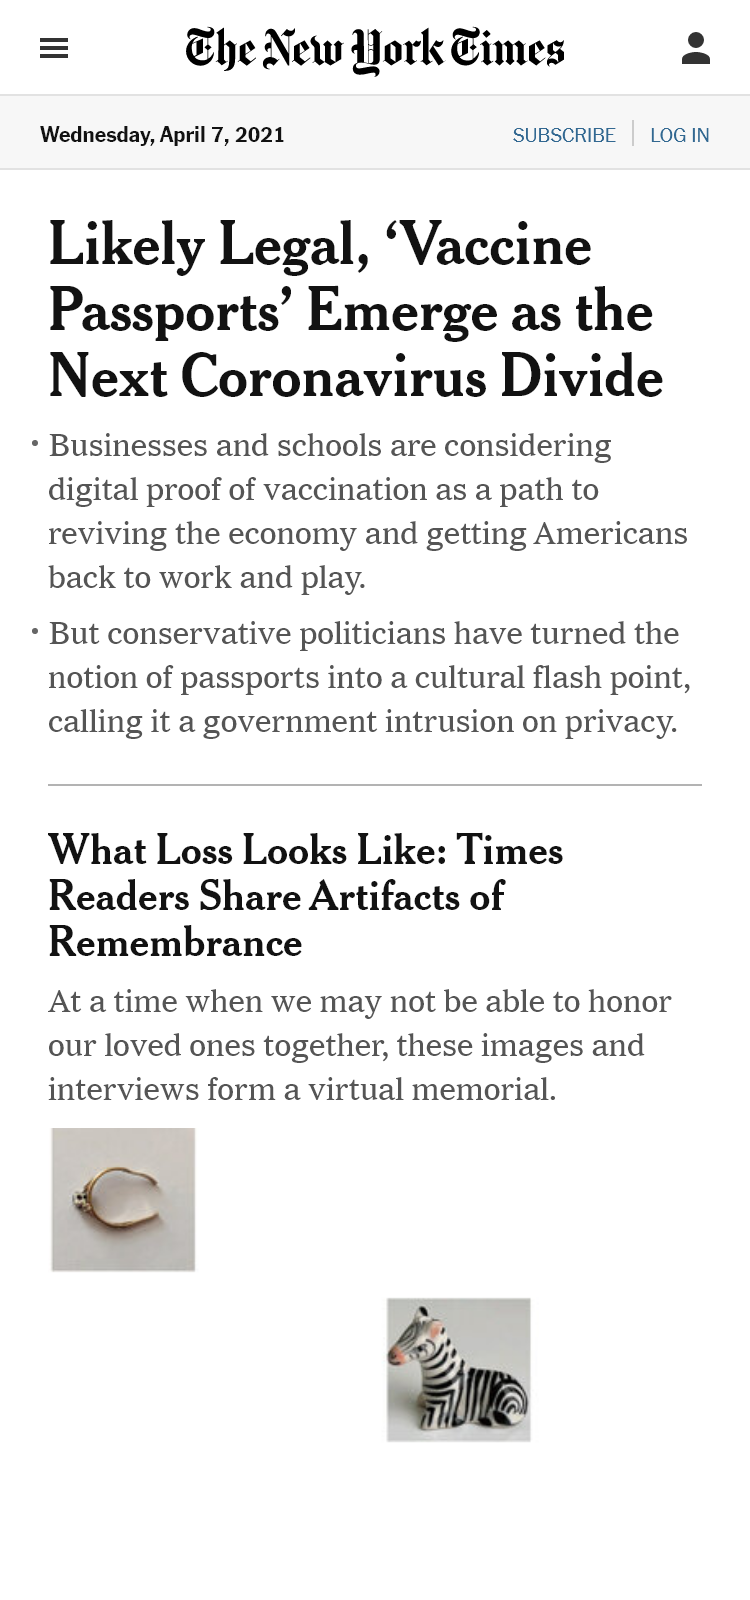 The New York Times
Wednesday, April 7, 2021
SUBSCRIBE
LOG IN
Likely Legal, ‘Vaccine
Passports’ Emerge as the
Next Coronavirus Divide
• Businesses and schools are considering
digital proof of vaccination as a path to
reviving the economy and getting Americans
back to work and play.
• But conservative politicians have turned the
notion of passports into a cultural flash point,
calling it a government intrusion on privacy.
What Loss Looks Like: Times
Readers Share Artifacts of
Remembrance
At a time when we may not be able to honor
our loved ones together, these images and
interviews form a virtual memorial.